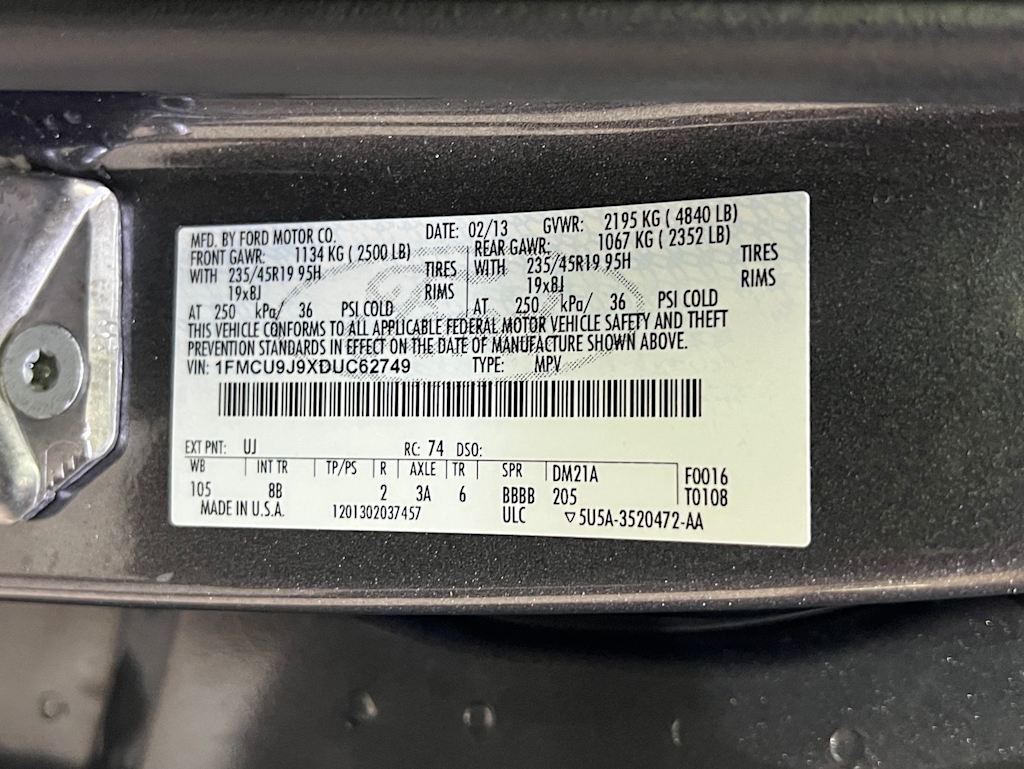 MFD. BY FORD MOTOR CO. DATE: 02/13 GVWR: 2195 KG ( 4840 LB)
FRONT GAWR: 1134 KG ( 2500 LB) REAR GAWR: 1067 KG ( 2352 LB)
WITH 235/45R19 95H TIRES WITH 235/45R19 95H TIRES
19x8J RIMS 19x8J RIMS
AT 250 kPa/ 36 PSI COLD AT 250 kPa/ 36 PSI COLD
THIS VEHICLE CONFORMS TO ALL APPLICABLE FEDERAL MOTOR VEHICLE SAFETY AND THEFT
PREVENTION STANDARDS IN EFFECT ON THE DATE OF MANUFACTURE SHOWN ABOVE.
VIN: 1FMCU9J9XDUC62749 TYPE: MPV
EXT PNT: UJ RC: 74 DSO:
WB INT TR TP/PS R AXLE TR SPR DM21A F0016
105 8B 2 3A 6 BBBB 205 T0108
MADE IN U.S.A. 1201302037457 ULC ▽5U5A-3520472-AA